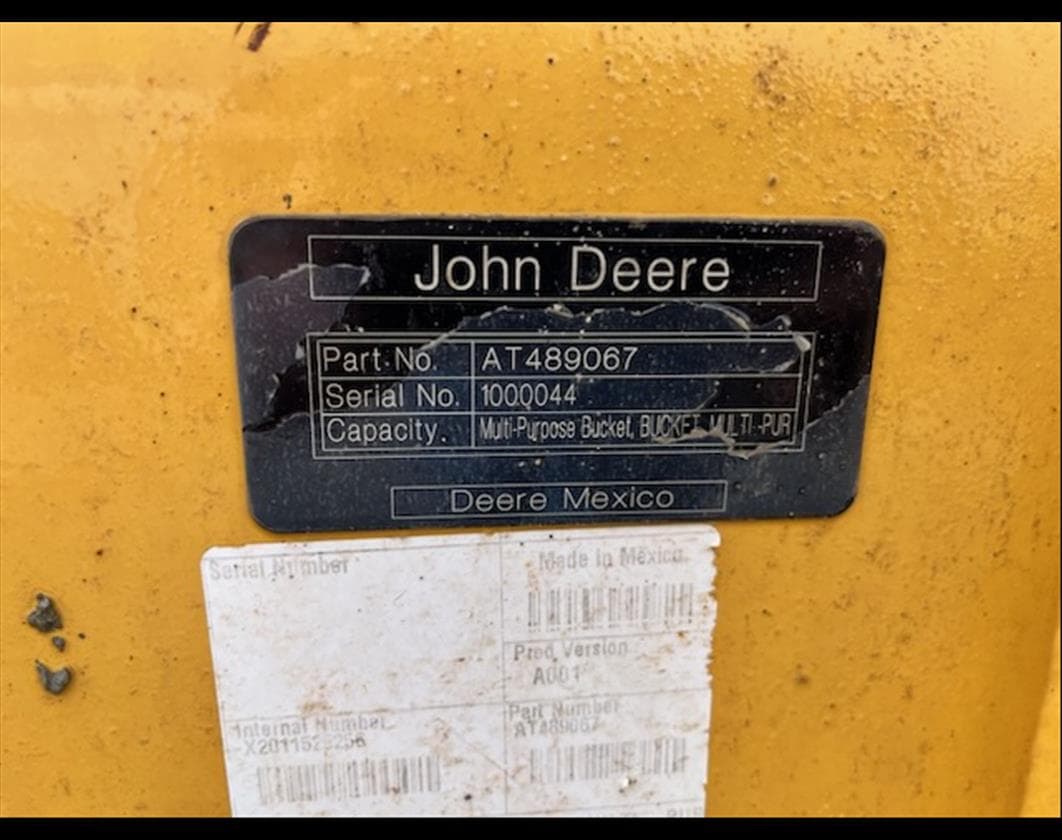 John Deere
Part No. AT489067
Serial No. 1000044
Capacity. Multi-Purpose Bucket, BUCKET, MULTI-PUR
Deere Mexico
Serial Number
Made in Mexico
Prod Version
A001
Internal Number
Part Number
AT489067